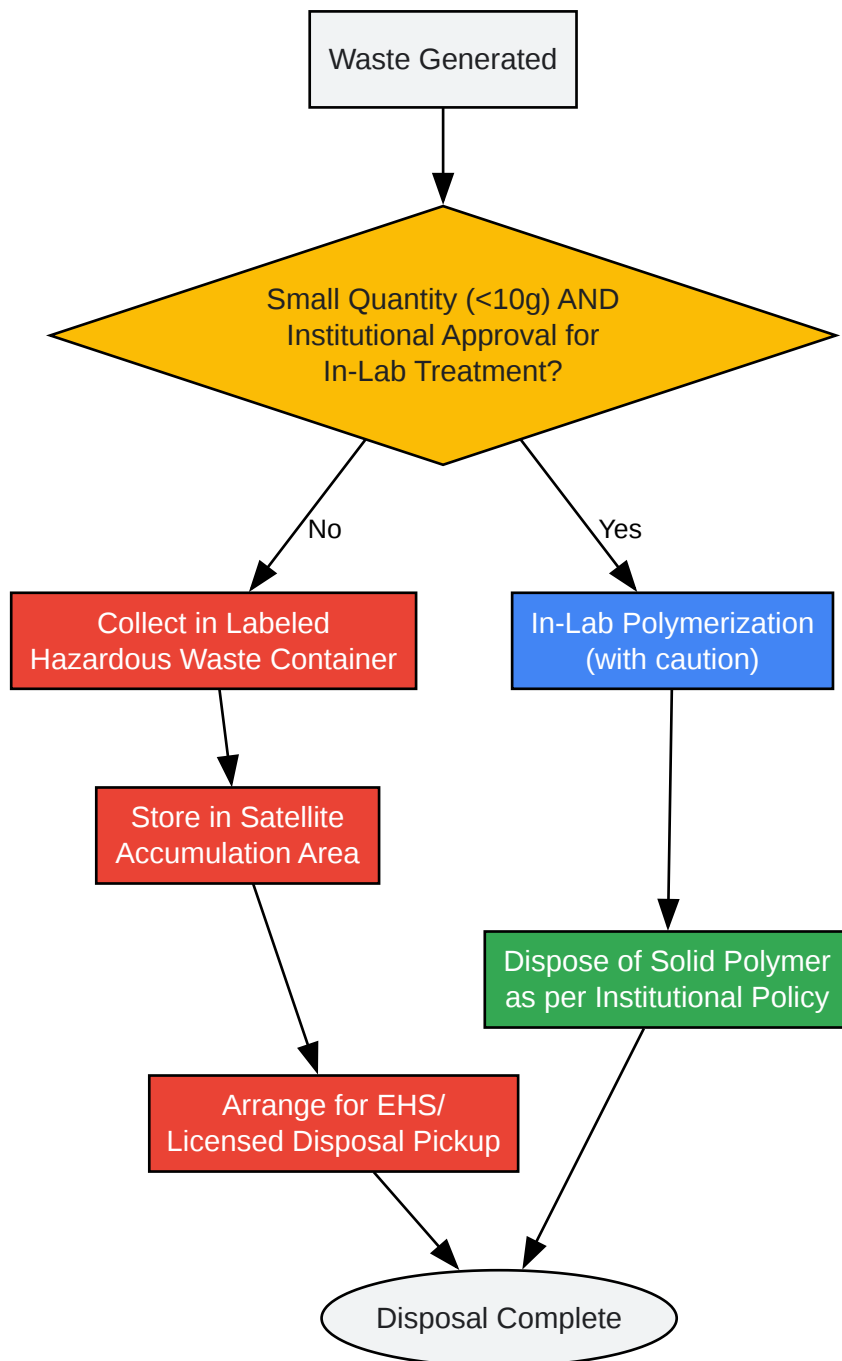 Waste Generated
Small Quantity (<10g) AND
Institutional Approval for
In-Lab Treatment?
No
Yes
Collect in Labeled
Hazardous Waste Container
In-Lab Polymerization
(with caution)
Store in Satellite
Accumulation Area
Dispose of Solid Polymer
as per Institutional Policy
Arrange for EHS/
Licensed Disposal Pickup
Disposal Complete